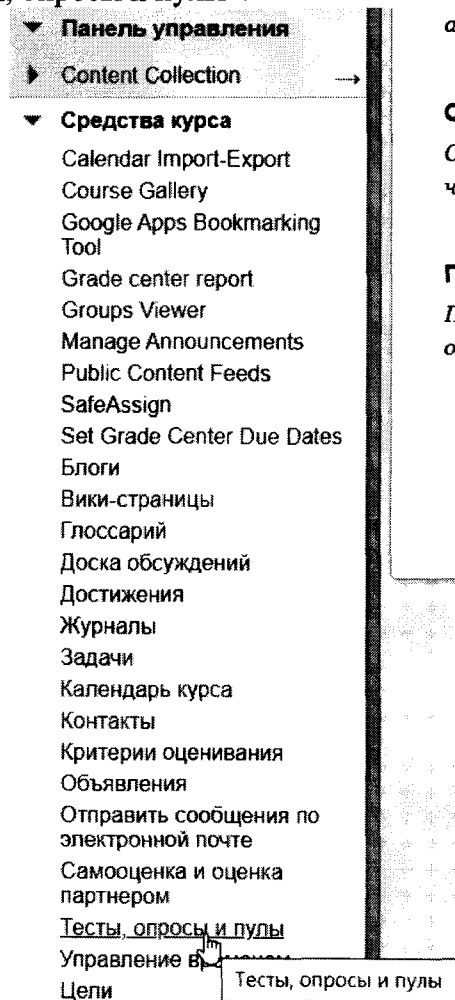 Панель управления
Content Collection
Средства курса
Calendar Import-Export
Course Gallery
Google Apps Bookmarking
Tool
Grade center report
Groups Viewer
Manage Announcements
Public Content Feeds
SafeAssign
Set Grade Center Due Dates
Блоги
Вики-страницы
Глоссарий
Доска обсуждений
Достижения
Журналы
Задачи
Календарь курса
Контакты
Критерии оценивания
Объявления
Отправить сообщения по
электронной почте
Самооценка и оценка
партнером
Тесты, опросы и пулы
Управление
Тесты, опросы и пулы
Цели